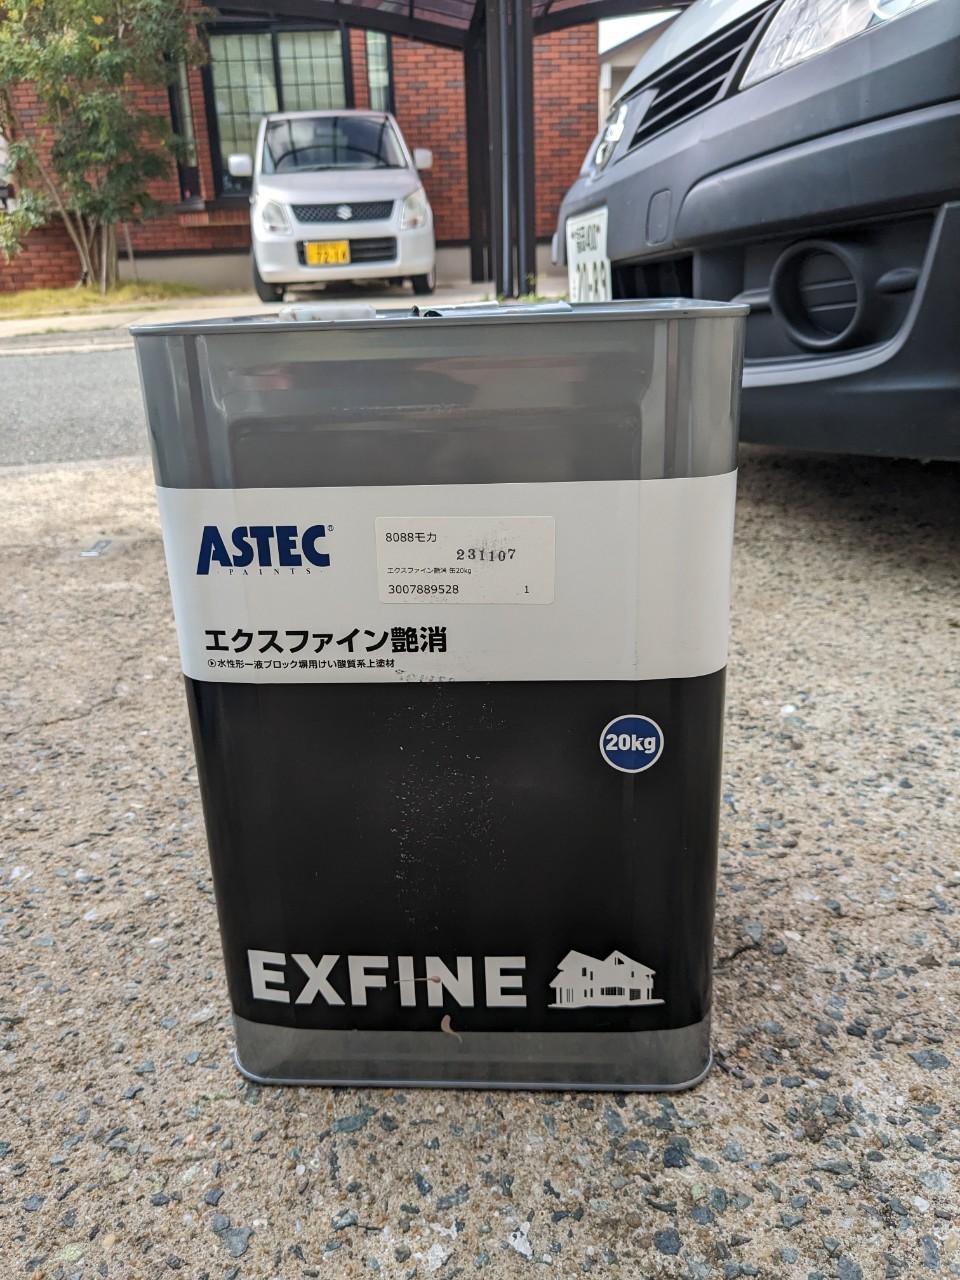 72-18
ASTEC®
PAINTS
8088モカ
231107
エクスファイン艶消 缶20kg
3007889528
1
エクスファイン艶消
水性形一液ブロック塀用けい酸質系上塗材
20kg
EXFINE